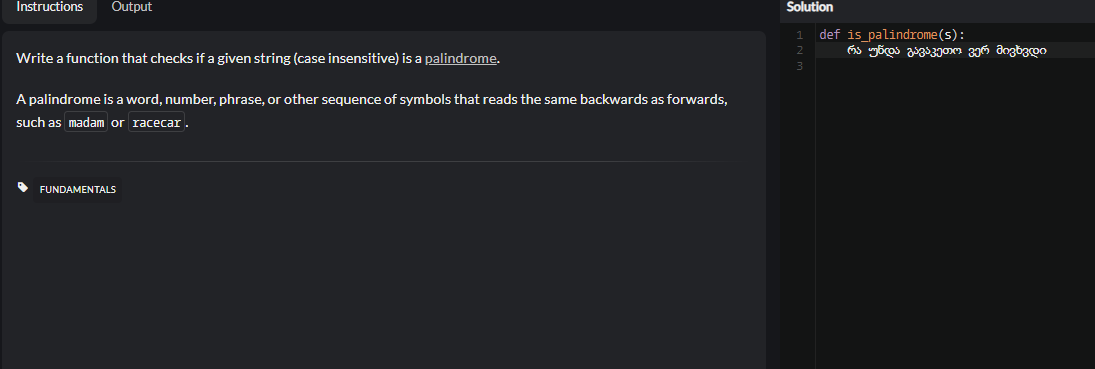 Instructions Output
Write a function that checks if a given string (case insensitive) is a palindrome.
A palindrome is a word, number, phrase, or other sequence of symbols that reads the same backwards as forwards,
such as madam or racecar.
FUNDAMENTALS
Solution
1 def is_palindrome(s):
2 რა უნდა გავაკეთო ვერ მივხვდი
3